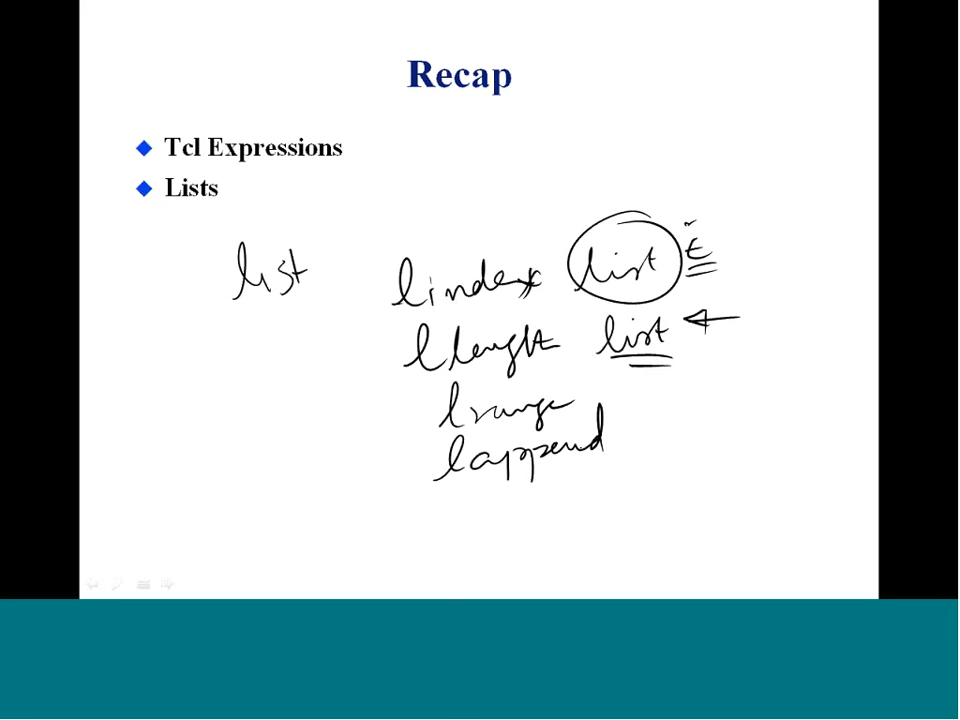 Recap
Tcl Expressions
Lists
list lindex list i
llength list
lrange
lappend